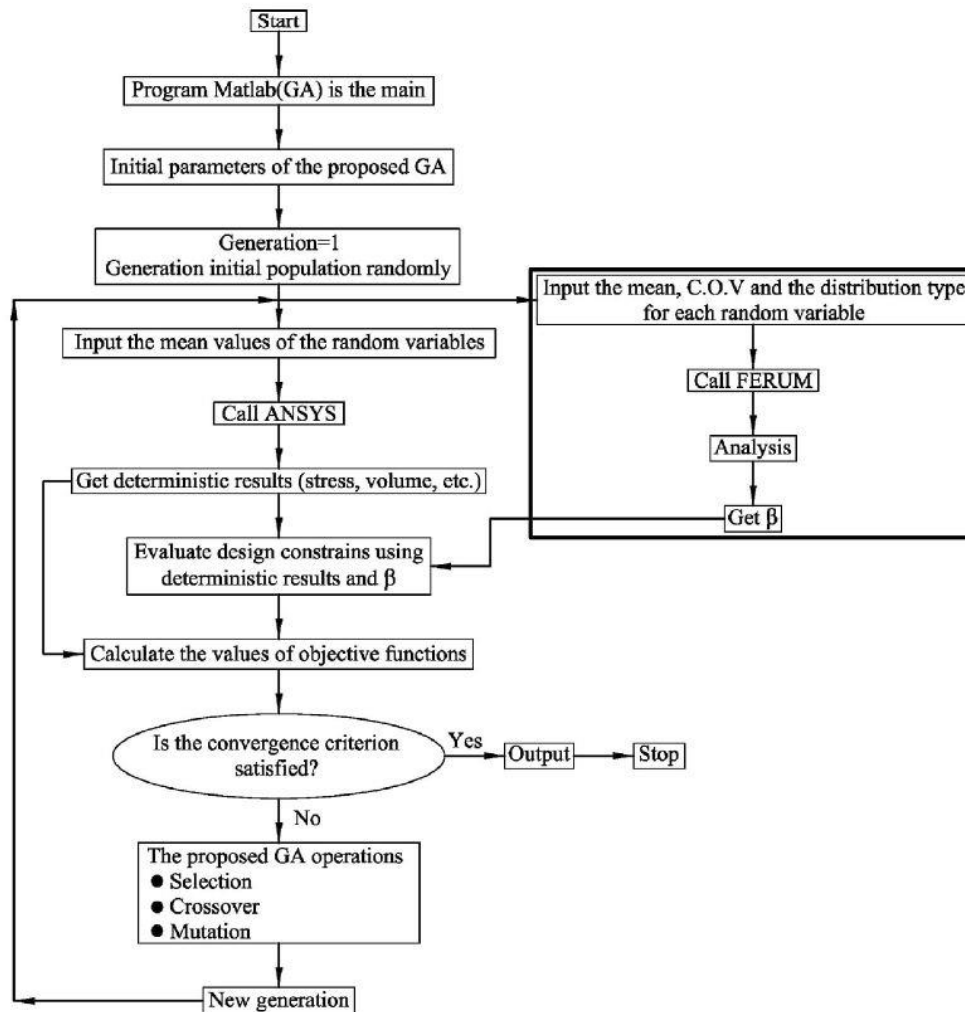 Start
Program Matlab(GA) is the main
Initial parameters of the proposed GA
Generation=1
Generation initial population randomly
Input the mean, C.O.V and the distribution type
for each random variable
Input the mean values of the random variables
Call FERUM
Call ANSYS
Analysis
Get deterministic results (stress, volume, etc.)
Get β
Evaluate design constrains using
deterministic results and β
Calculate the values of objective functions
Is the convergence criterion
satisfied?
Yes
Output
Stop
No
The proposed GA operations
● Selection
● Crossover
● Mutation
New generation